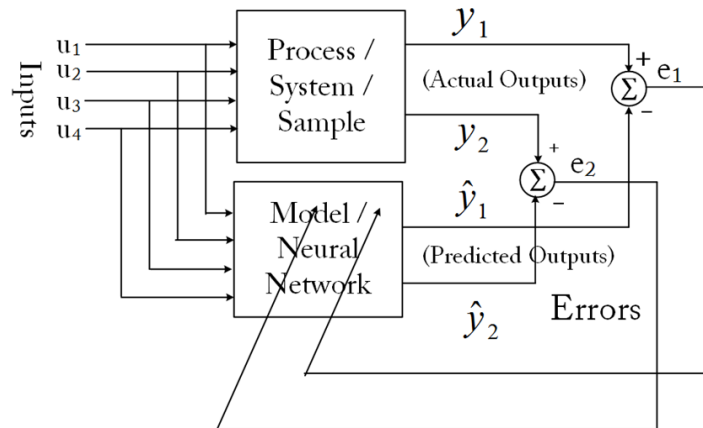 Inputs
u1
u2
u3
u4
Process /
System /
Sample
y1
(Actual Outputs)
y2
+
Σ
−
e1
+
Σ
−
e2
Model /
Neural
Network
ŷ1
(Predicted Outputs)
ŷ2
Errors